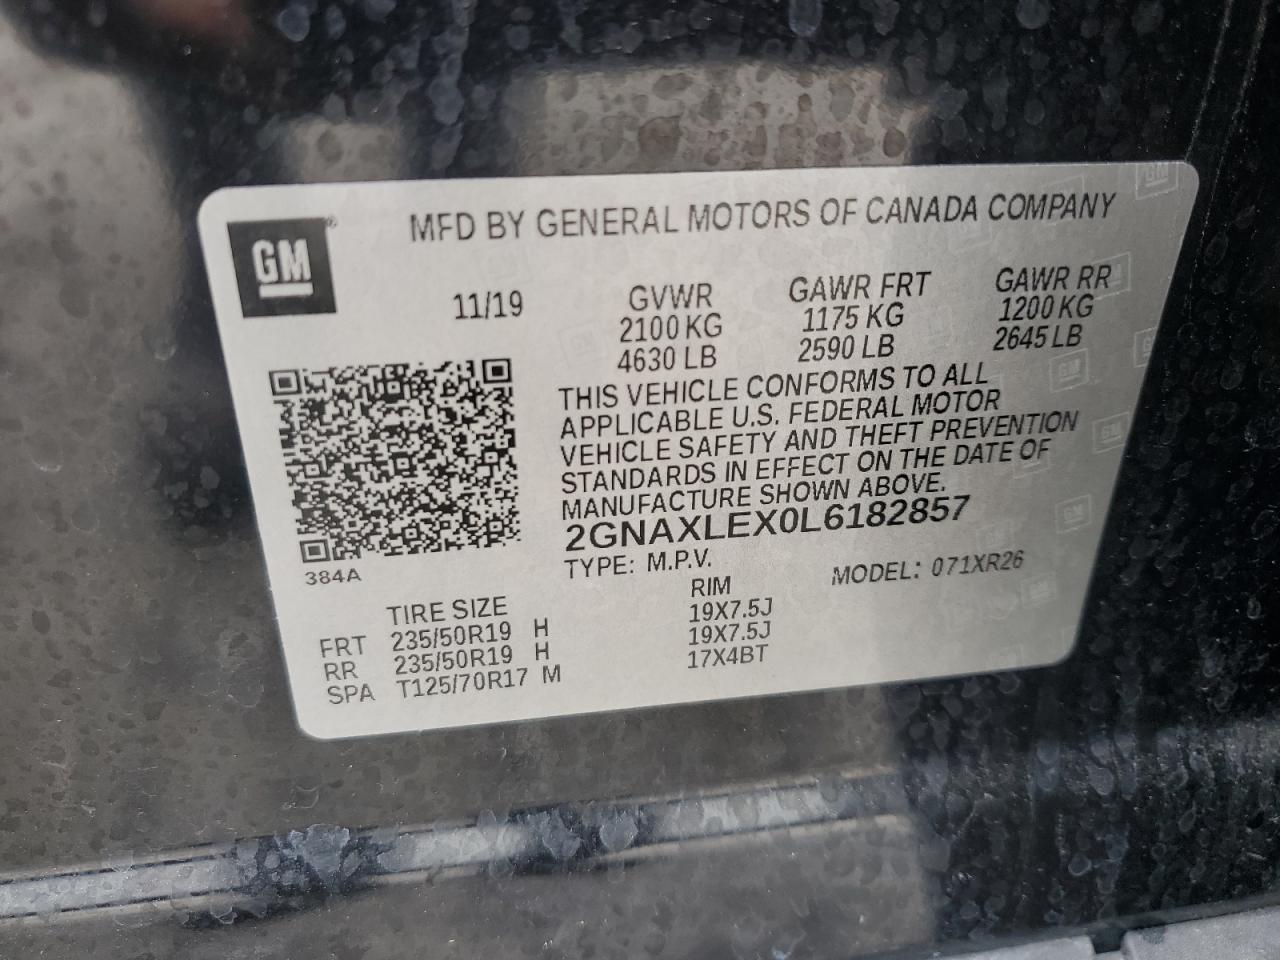 GM
MFD BY GENERAL MOTORS OF CANADA COMPANY
11/19
GVWR GAWR FRT GAWR RR
2100 KG 1175 KG 1200 KG
4630 LB 2590 LB 2645 LB
THIS VEHICLE CONFORMS TO ALL
APPLICABLE U.S. FEDERAL MOTOR
VEHICLE SAFETY AND THEFT PREVENTION
STANDARDS IN EFFECT ON THE DATE OF
MANUFACTURE SHOWN ABOVE.
2GNAXLEX0L6182857
384A
TYPE: M.P.V. MODEL: 071XR26
TIRE SIZE RIM
FRT 235/50R19 H 19X7.5J
RR 235/50R19 H 19X7.5J
SPA T125/70R17 M 17X4BT